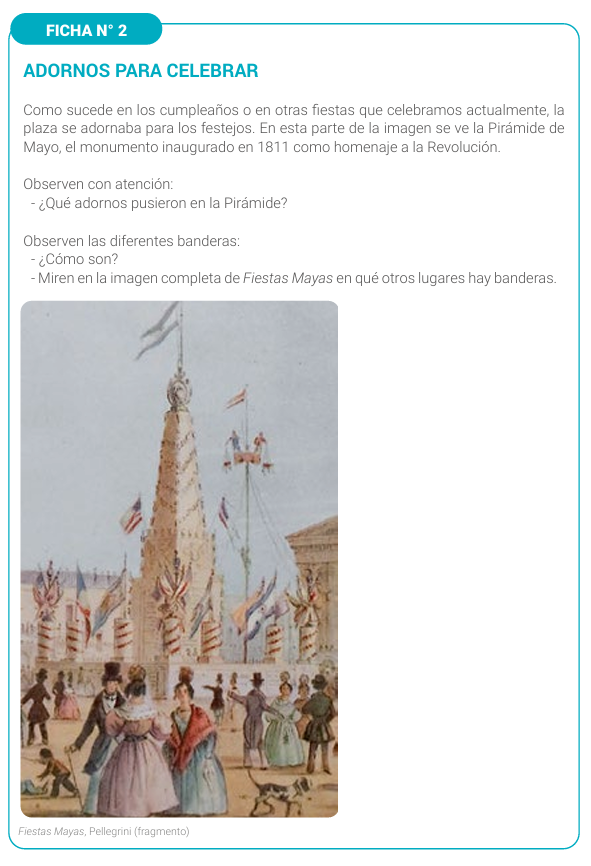 FICHA N° 2
ADORNOS PARA CELEBRAR
Como sucede en los cumpleaños o en otras fiestas que celebramos actualmente, la
plaza se adornaba para los festejos. En esta parte de la imagen se ve la Pirámide de
Mayo, el monumento inaugurado en 1811 como homenaje a la Revolución.
Observen con atención:
- ¿Qué adornos pusieron en la Pirámide?
Observen las diferentes banderas:
- ¿Cómo son?
- Miren en la imagen completa de Fiestas Mayas en qué otros lugares hay banderas.
Fiestas Mayas, Pellegrini (fragmento)